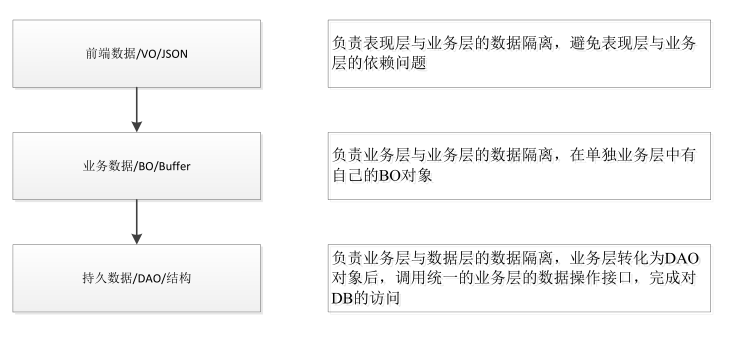 前端数据/VO/JSON
负责表现层与业务层的数据隔离，避免表现层与业务
层的依赖问题
业务数据/BO/Buffer
负责业务层与业务层的数据隔离，在单独业务层中有
自己的BO对象
持久数据/DAO/结构
负责业务层与数据层的数据隔离，业务层转化为DAO
对象后，调用统一的业务层的数据操作接口，完成对
DB的访问